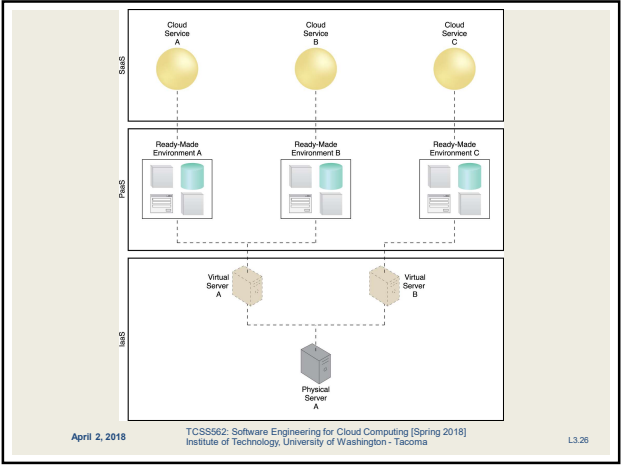 Cloud
Service
A
Cloud
Service
B
Cloud
Service
C
SaaS
Ready-Made
Environment A
Ready-Made
Environment B
Ready-Made
Environment C
PaaS
Virtual
Server
A
Virtual
Server
B
IaaS
Physical
Server
A
April 2, 2018
TCSS562: Software Engineering for Cloud Computing [Spring 2018]
Institute of Technology, University of Washington - Tacoma
L3.26